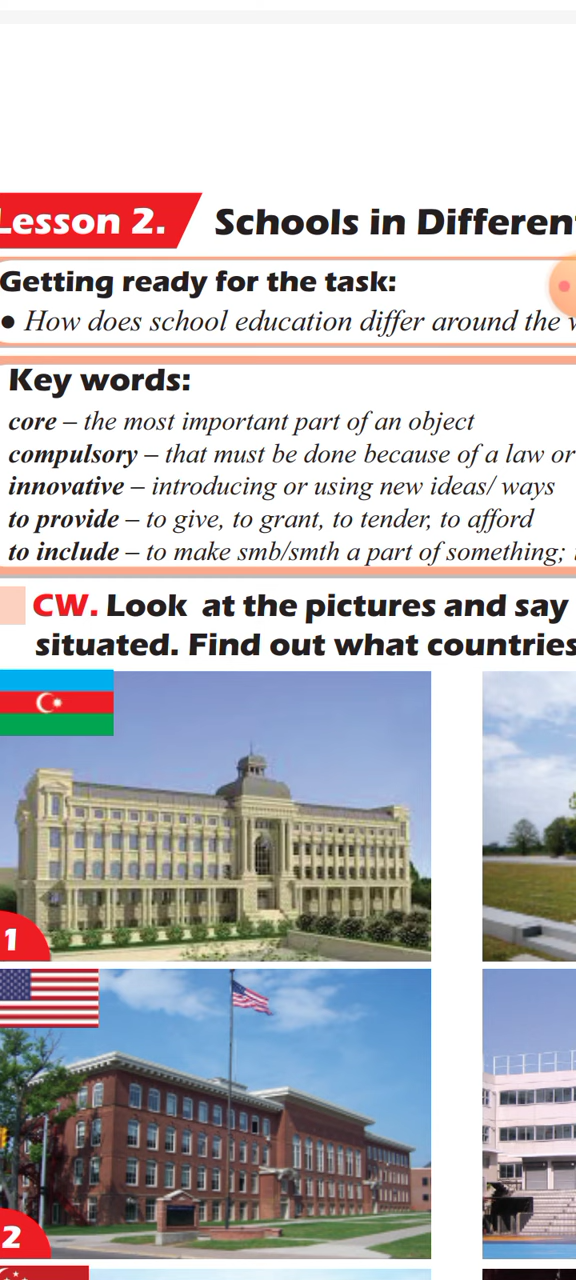 Lesson 2. Schools in Different
Getting ready for the task:
● How does school education differ around the
Key words:
core – the most important part of an object
compulsory – that must be done because of a law or
innovative – introducing or using new ideas/ ways
to provide – to give, to grant, to tender, to afford
to include – to make smb/smth a part of something;
CW. Look at the pictures and say
situated. Find out what countries
1
2